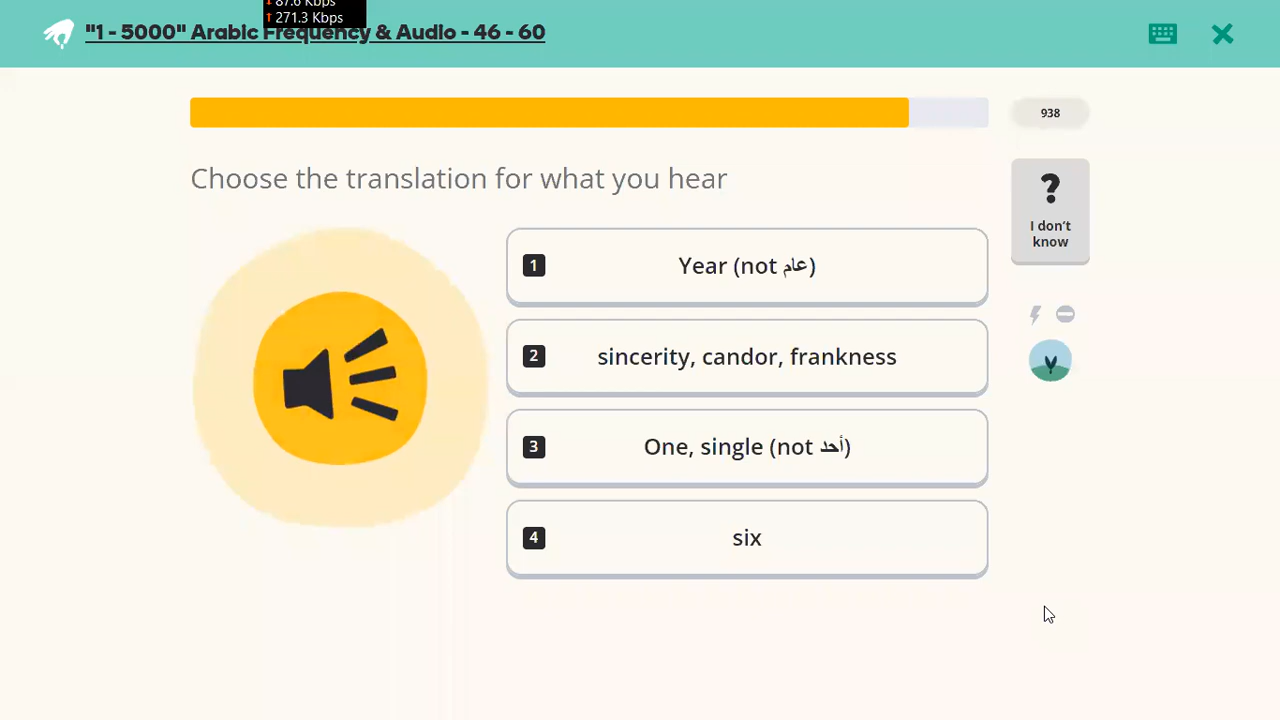 87.6 Kbps
↑ 271.3 Kbps
"1 - 5000" Arabic Frequency & Audio - 46 - 60
938
Choose the translation for what you hear
?
I don't
know
1 Year (not عام)
2 sincerity, candor, frankness
3 One, single (not أحد)
4 six